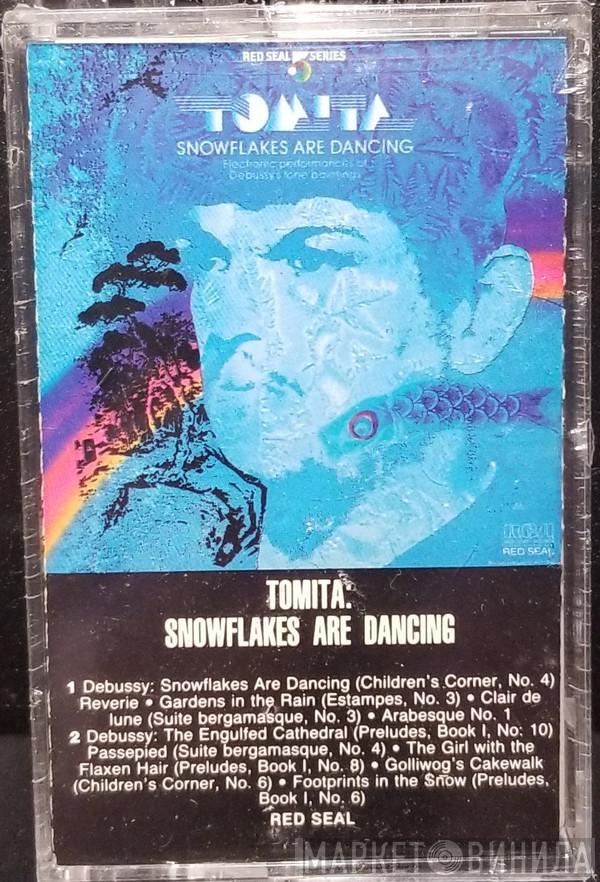 RED SEAL SERIES
TOMITA
SNOWFLAKES ARE DANCING
Electronic performances of
Debussy's tone paintings
RCA
RED SEAL
TOMITA:
SNOWFLAKES ARE DANCING
1 Debussy: Snowflakes Are Dancing (Children's Corner, No. 4)
Reverie • Gardens in the Rain (Estampes, No. 3) • Clair de
lune (Suite bergamasque, No. 3) • Arabesque No. 1
2 Debussy: The Engulfed Cathedral (Preludes, Book I, No: 10)
Passepied (Suite bergamasque, No. 4) • The Girl with the
Flaxen Hair (Preludes, Book I, No. 8) • Golliwog's Cakewalk
(Children's Corner, No. 6) • Footprints in the Snow (Preludes,
Book I, No. 6)
RED SEAL
МАРКЕТ ВИНИЛА